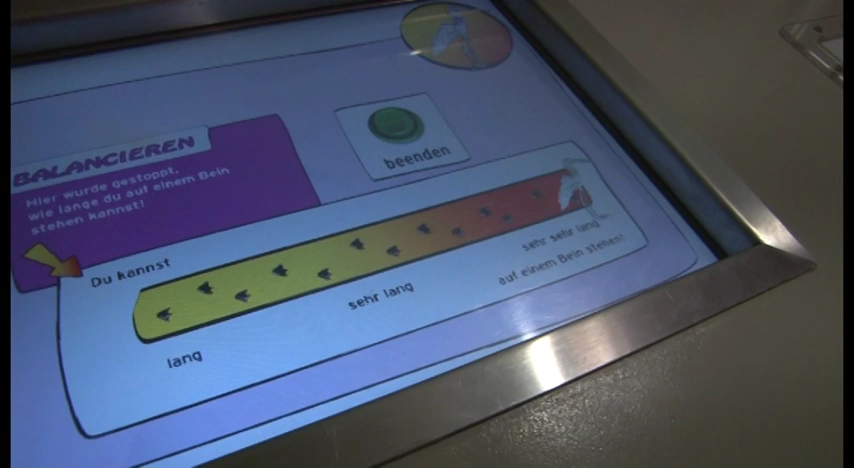 BALANCIEREN
Hier wurde gestoppt,
wie lange du auf einem Bein
stehen kannst!
beenden
Du kannst
lang
sehr lang
sehr sehr lang
auf einem Bein stehen!